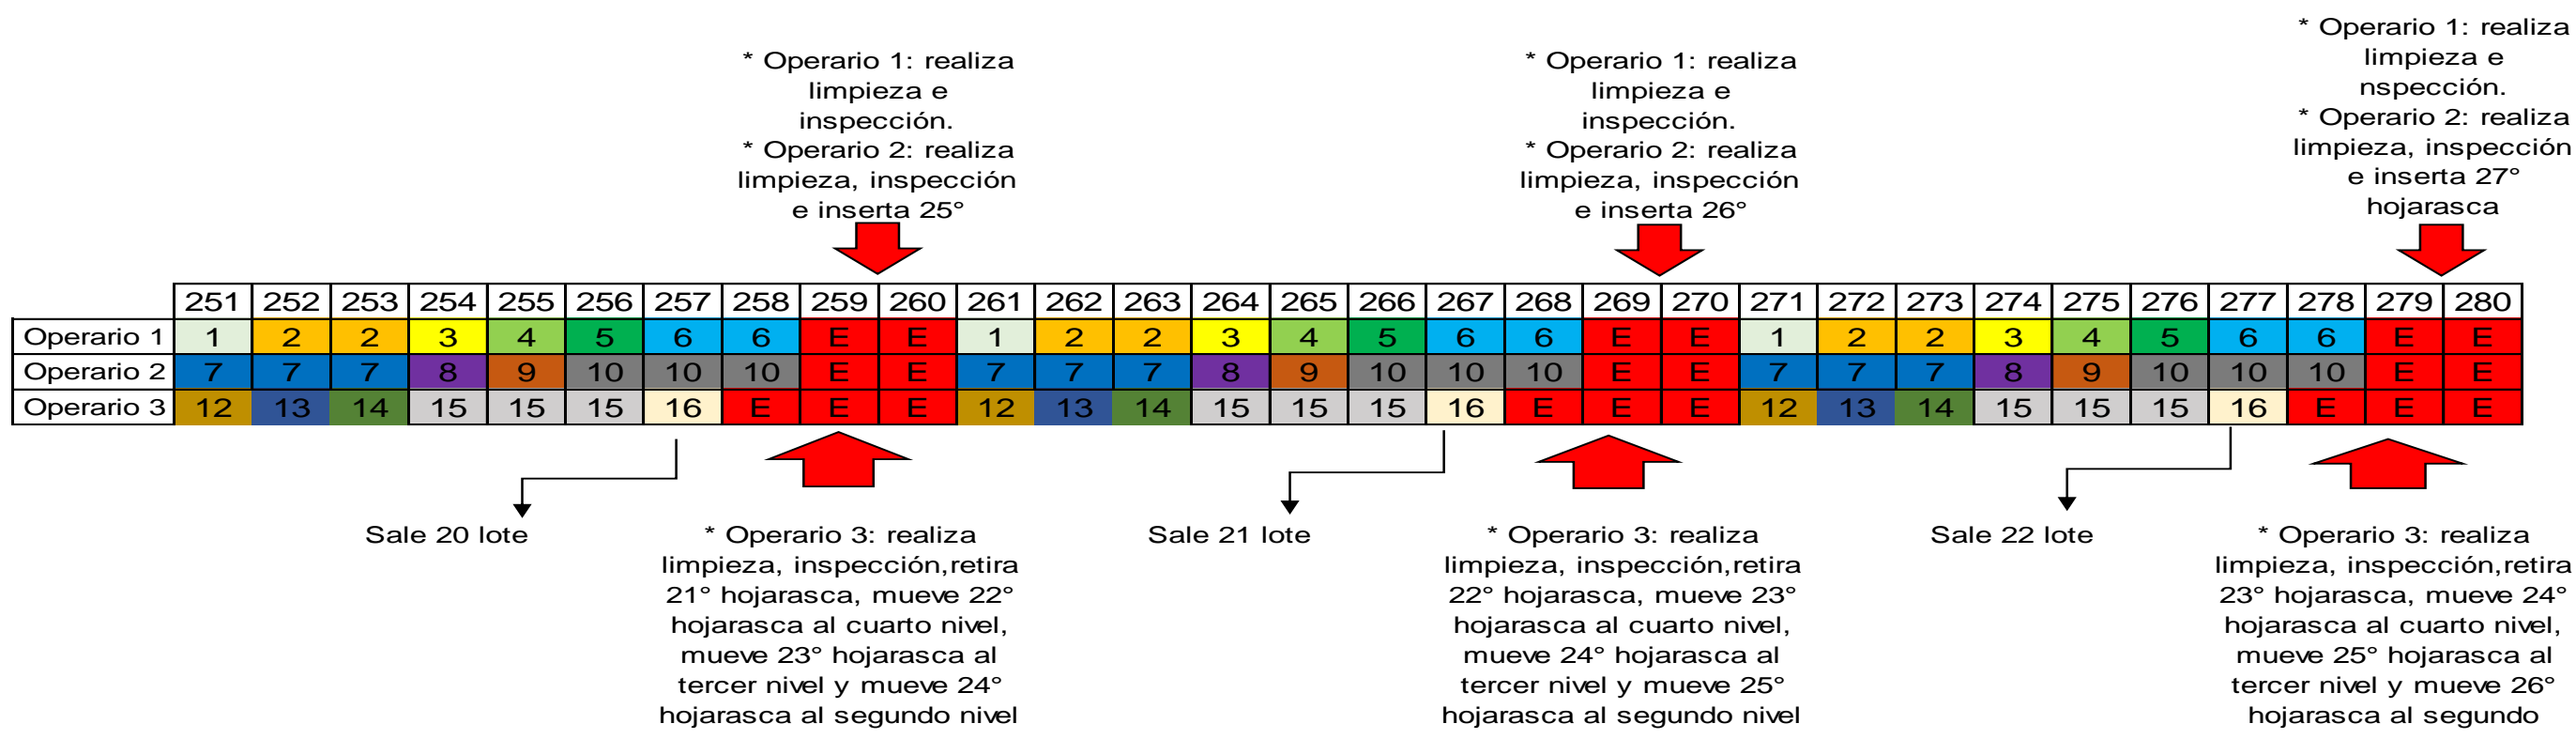 * Operario 1: realiza
limpieza e
inspección.
* Operario 2: realiza
limpieza, inspección
e inserta 25°
* Operario 1: realiza
limpieza e
inspección.
* Operario 2: realiza
limpieza, inspección
e inserta 26°
* Operario 1: realiza
limpieza e
nspección.
* Operario 2: realiza
limpieza, inspección
e inserta 27°
hojarasca
251 252 253 254 255 256 257 258 259 260 261 262 263 264 265 266 267 268 269 270 271 272 273 274 275 276 277 278 279 280
Operario 1 1 2 2 3 4 5 6 6 E E 1 2 2 3 4 5 6 6 E E 1 2 2 3 4 5 6 6 E E
Operario 2 7 7 7 8 9 10 10 10 E E 7 7 7 8 9 10 10 10 E E 7 7 7 8 9 10 10 10 E E
Operario 3 12 13 14 15 15 15 16 E E E 12 13 14 15 15 15 16 E E E 12 13 14 15 15 15 16 E E E
Sale 20 lote
* Operario 3: realiza
limpieza, inspección,retira
21° hojarasca, mueve 22°
hojarasca al cuarto nivel,
mueve 23° hojarasca al
tercer nivel y mueve 24°
hojarasca al segundo nivel
Sale 21 lote
* Operario 3: realiza
limpieza, inspección,retira
22° hojarasca, mueve 23°
hojarasca al cuarto nivel,
mueve 24° hojarasca al
tercer nivel y mueve 25°
hojarasca al segundo nivel
Sale 22 lote
* Operario 3: realiza
limpieza, inspección,retira
23° hojarasca, mueve 24°
hojarasca al cuarto nivel,
mueve 25° hojarasca al
tercer nivel y mueve 26°
hojarasca al segundo